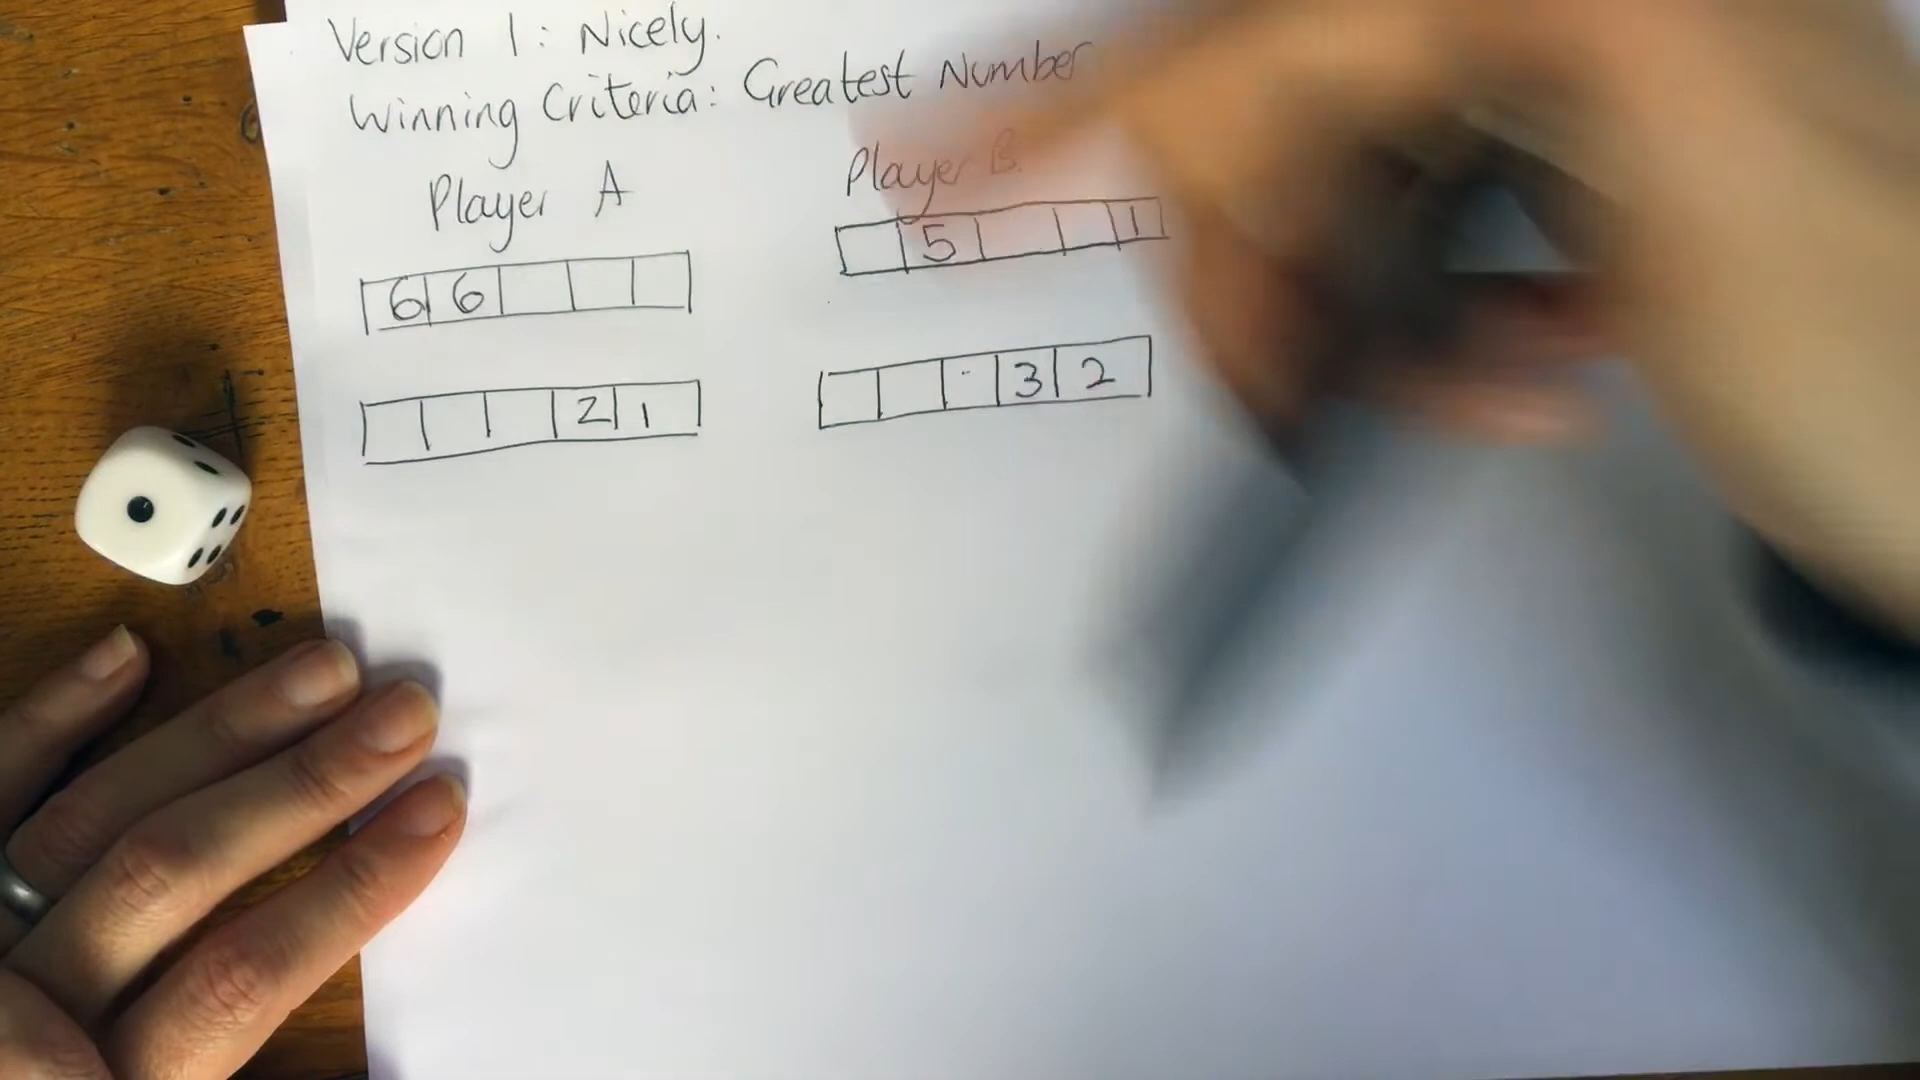 Version 1: Nicely.
Winning Criteria: Greatest Number
Player A
Player B.
6 6
5 1
2 1
3 2